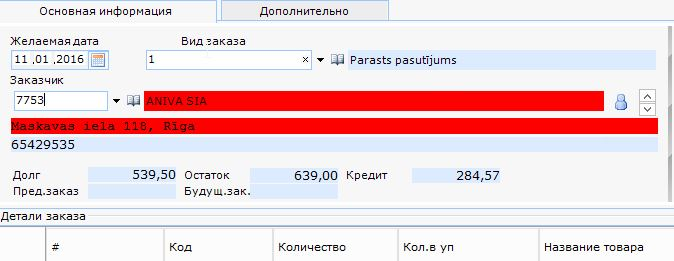 Основная информация Дополнительно
Желаемая дата Вид заказа
11 .01 .2016 1 × Parasts pasutījums
Заказчик
7753 ANIVA SIA
Maskavas iela 118, Rīga
65429535
Долг 539,50 Остаток 639,00 Кредит 284,57
Пред.заказ Будущ.зак.
Детали заказа
# Код Количество Кол.в уп Название товара